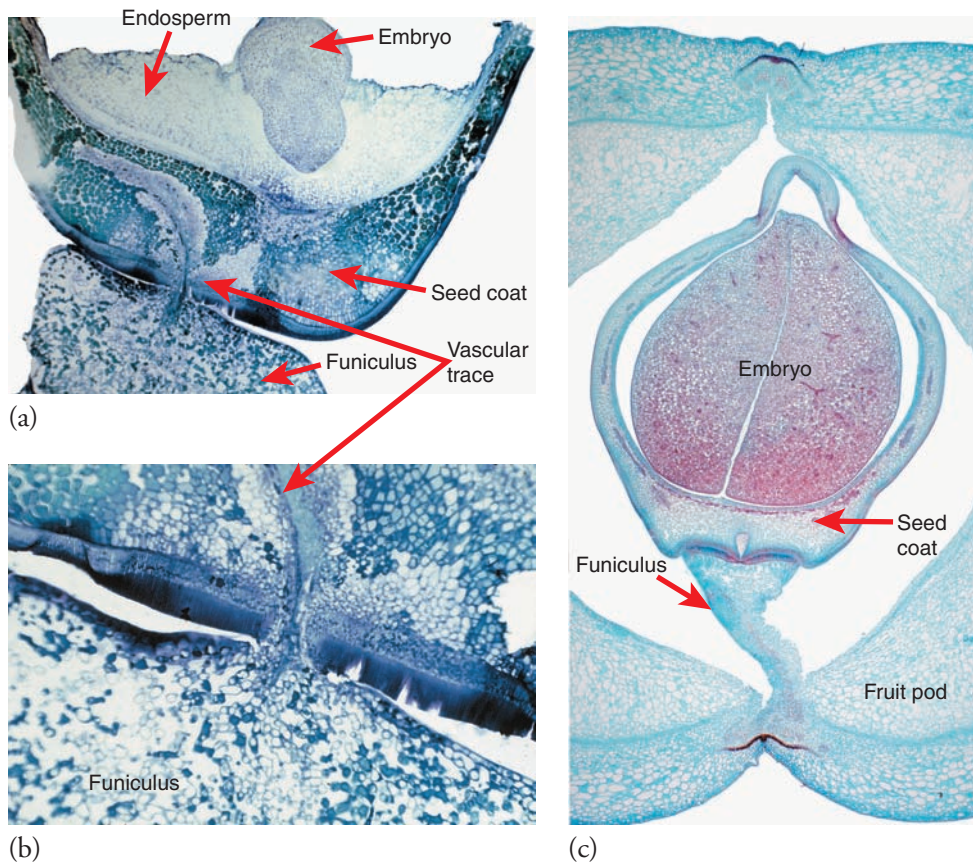 Endosperm
Embryo
Seed coat
Funiculus
Vascular
trace
(a)
Funiculus
(b)
Embryo
Seed
coat
Funiculus
Fruit pod
(c)